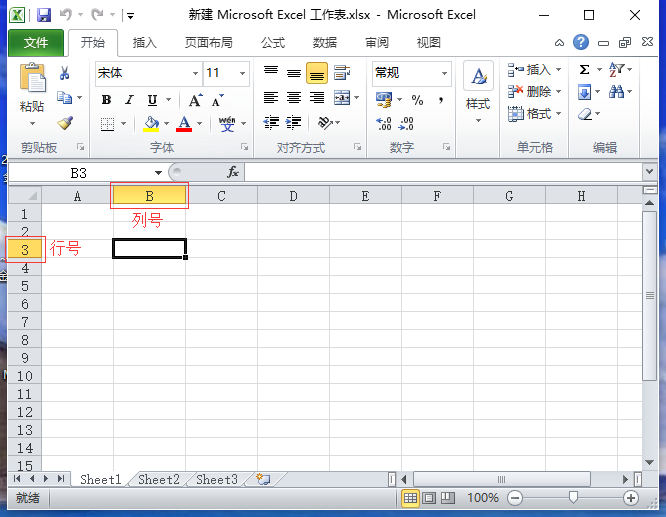 新建 Microsoft Excel 工作表.xlsx - Microsoft Excel
文件 开始 插入 页面布局 公式 数据 审阅 视图
宋体 11 常规 插入 Σ
粘贴 B I U A A % , 样式 删除
A wén 文 .00 .0 格式
剪贴板 字体 对齐方式 数字 单元格 编辑
B3 fx
A B C D E F G H
1
列号
2
3 行号
4
5
6
7
8
9
10
11
12
13
14
15
Sheet1 Sheet2 Sheet3
就绪 100%